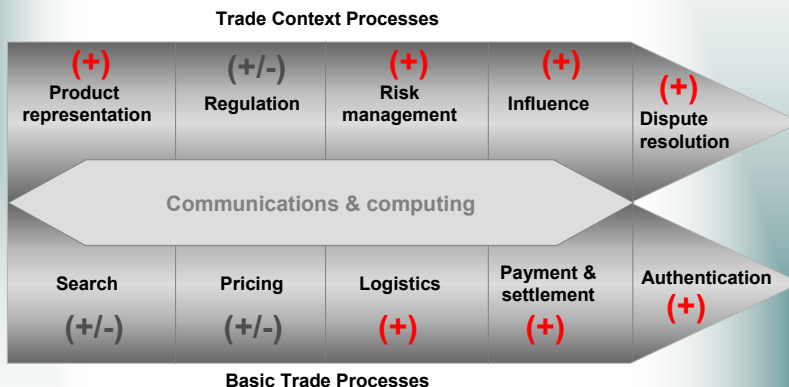 Trade Context Processes
(+)
(+/-)
(+)
(+)
(+)
Product
representation
Regulation
Risk
management
Influence
Dispute
resolution
Communications & computing
Search
Pricing
Logistics
Payment &
settlement
Authentication
(+/-)
(+/-)
(+)
(+)
(+)
Basic Trade Processes